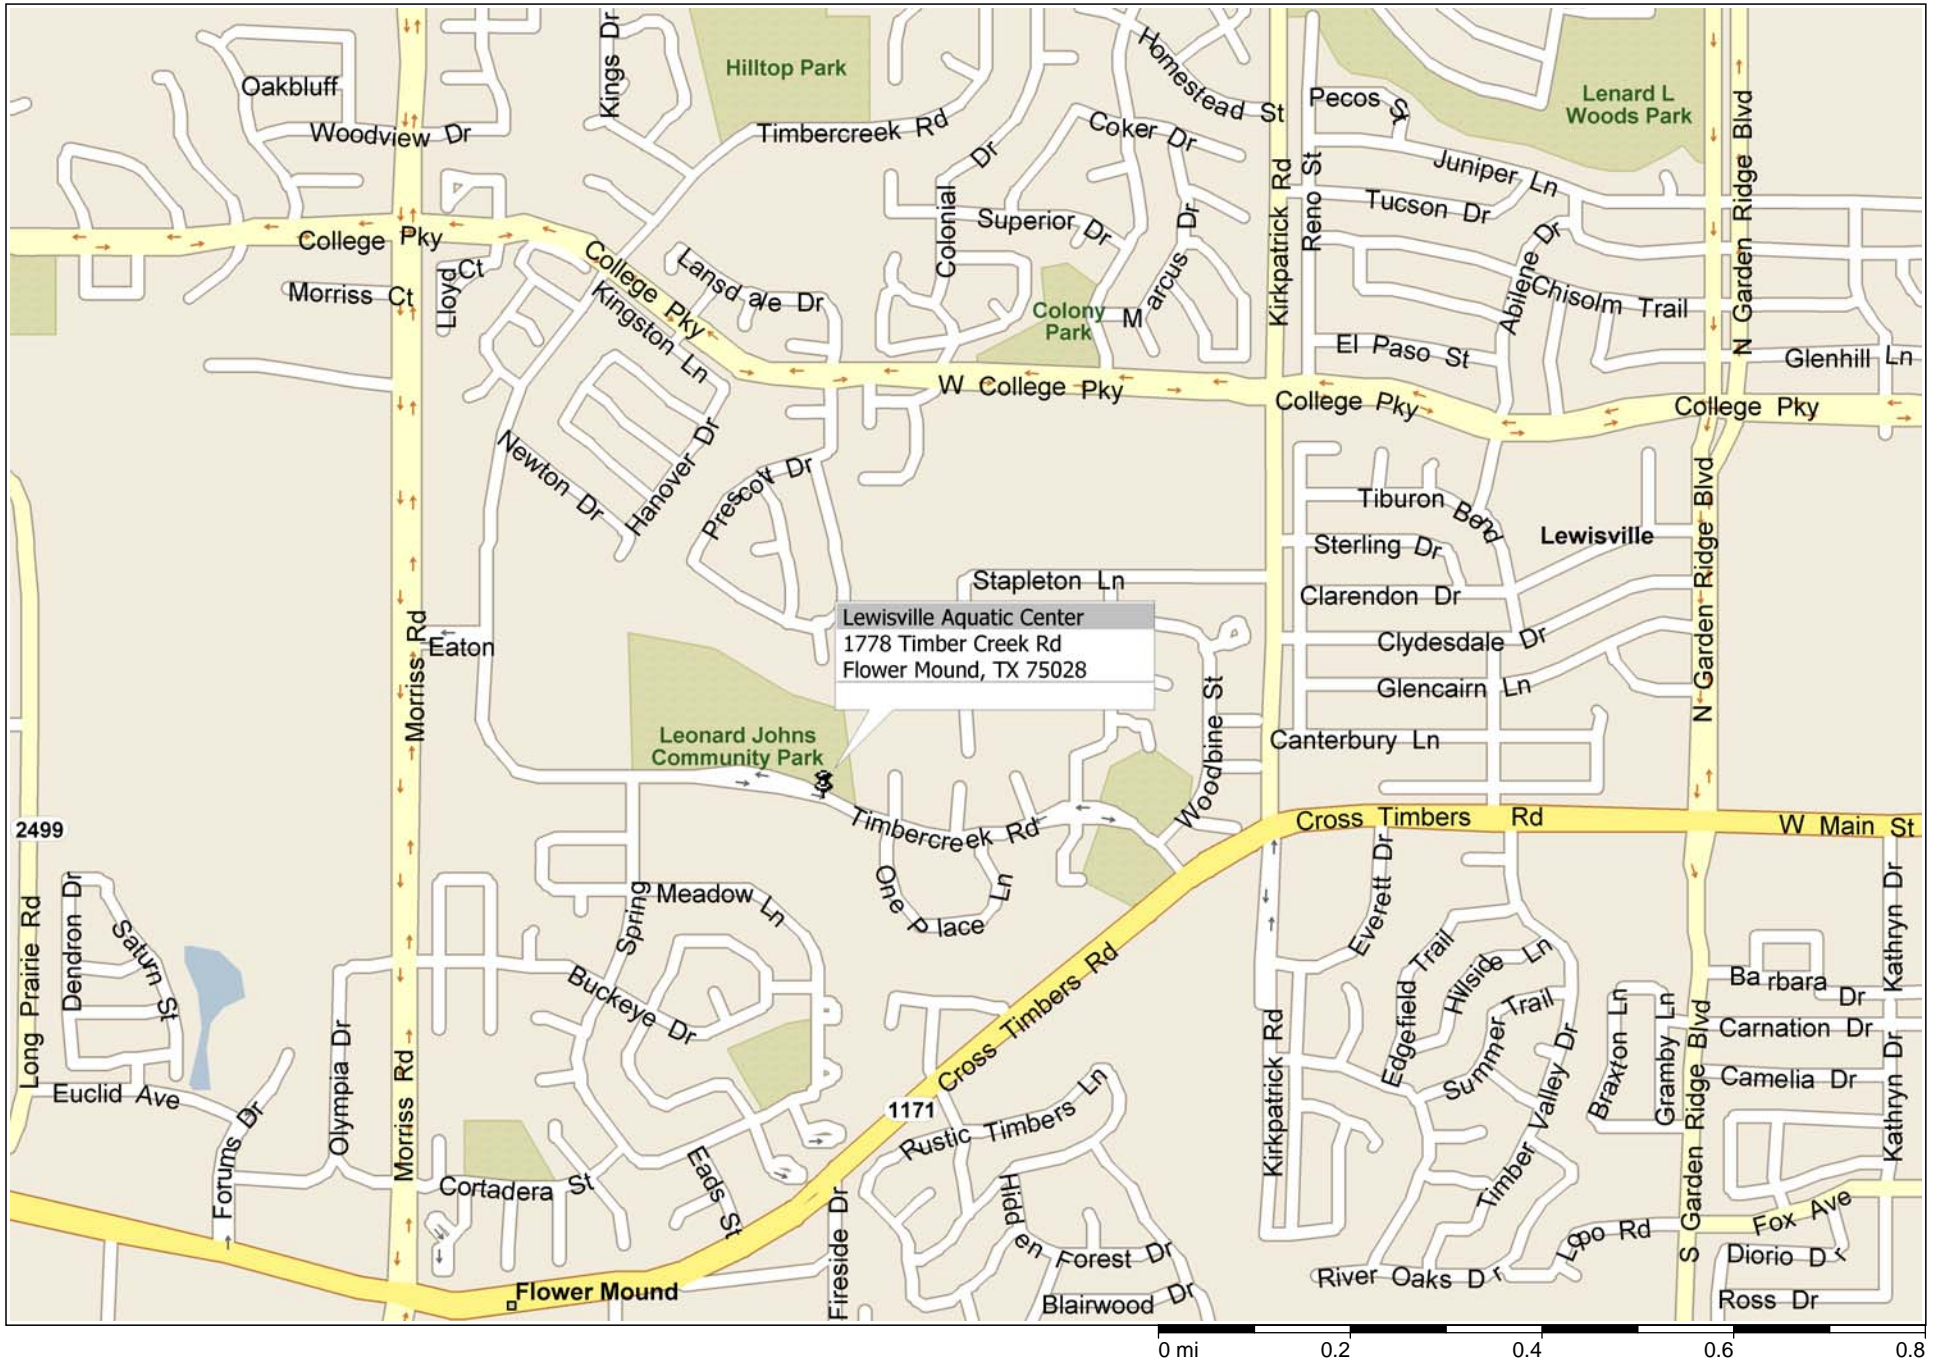 Kings Dr
Homestead St
Hilltop Park
Oakbluff
Pecos St
Lenard L
Woods Park
Woodview Dr
Timbercreek Rd
Coker Dr
Colonial Dr
Juniper Ln
Reno St
Kirkpatrick Rd
N Garden Ridge Blvd
Tucson Dr
Superior Dr
College Pky
College Pky
Lloyd Ct
Morriss Ct
Lansdale Dr
Marcus Dr
Abilene Dr
Chisolm Trail
Colony
Park
Kingston Ln
El Paso St
Glenhill Ln
W College Pky
College Pky
College Pky
Newton Dr
Hanover Dr
Prescott Dr
Tiburon Bend
N Garden Ridge Blvd
Sterling Dr
Lewisville
Stapleton Ln
Clarendon Dr
Lewisville Aquatic Center
1778 Timber Creek Rd
Flower Mound, TX 75028
Morriss Rd
Eaton
Clydesdale Dr
Glencairn Ln
Woodbine St
Leonard Johns
Community Park
Canterbury Ln
Timbercreek Rd
Cross Timbers Rd
W Main St
2499
Long Prairie Rd
Dendron Dr
Saturn St
Spring Meadow Ln
One Place Ln
Everett Dr
Kathryn Dr
Edgefield Trail
Hillside Ln
Buckeye Dr
Cross Timbers Rd
Barbara Dr
Summer Trail
Braxton Ln
Gramby Ln
Carnation Dr
Olympia Dr
Morriss Rd
Kirkpatrick Rd
Timber Valley Dr
S Garden Ridge Blvd
Camelia Dr
Kathryn Dr
Euclid Ave
Forums Dr
1171
Rustic Timbers Ln
Cortadera St
Eads St
Fireside Dr
Hidden Forest Dr
Lopo Rd
Fox Ave
Diorio Dr
River Oaks Dr
Flower Mound
Blairwood Dr
Ross Dr
0 mi 0.2 0.4 0.6 0.8